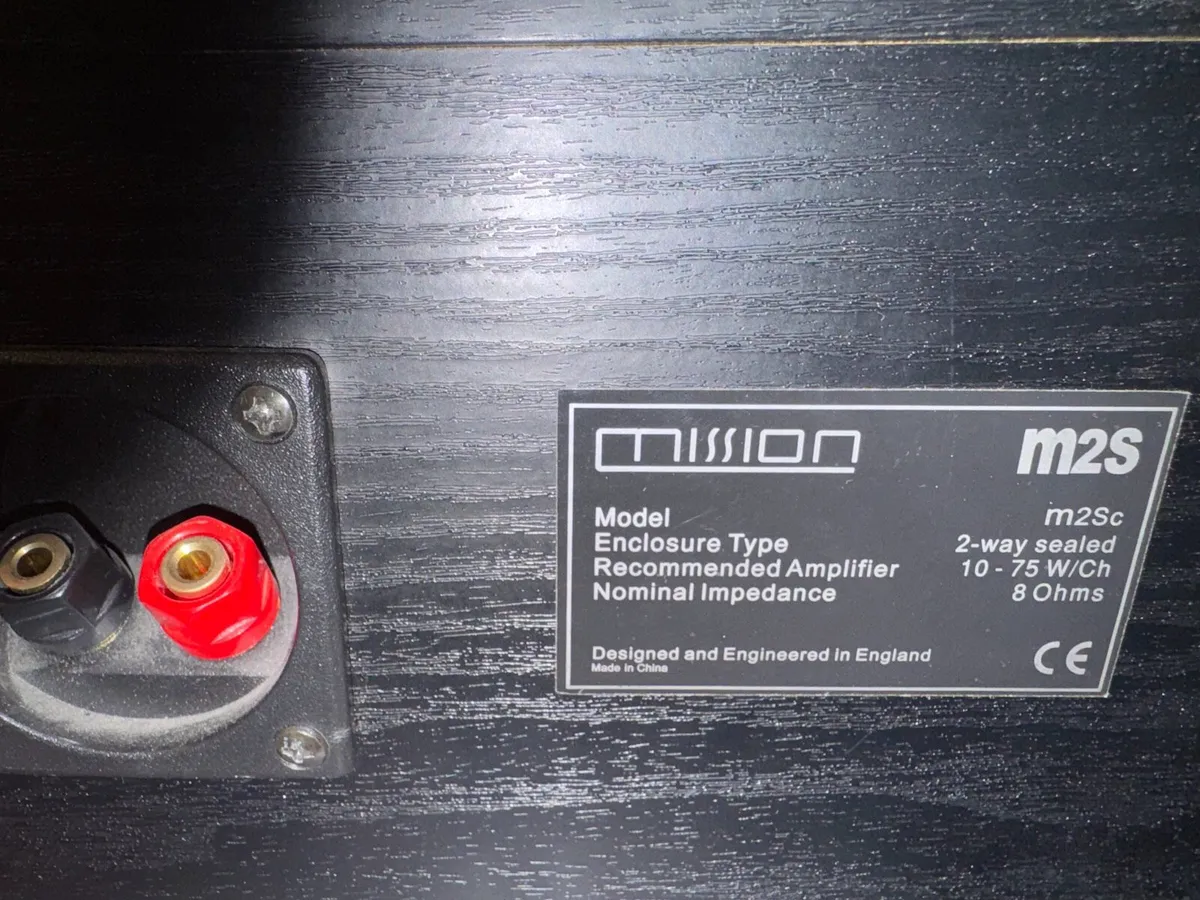 mission m2S
Model m2Sc
Enclosure Type 2-way sealed
Recommended Amplifier 10 - 75 W/Ch
Nominal Impedance 8 Ohms
Designed and Engineered in England
Made in China CE